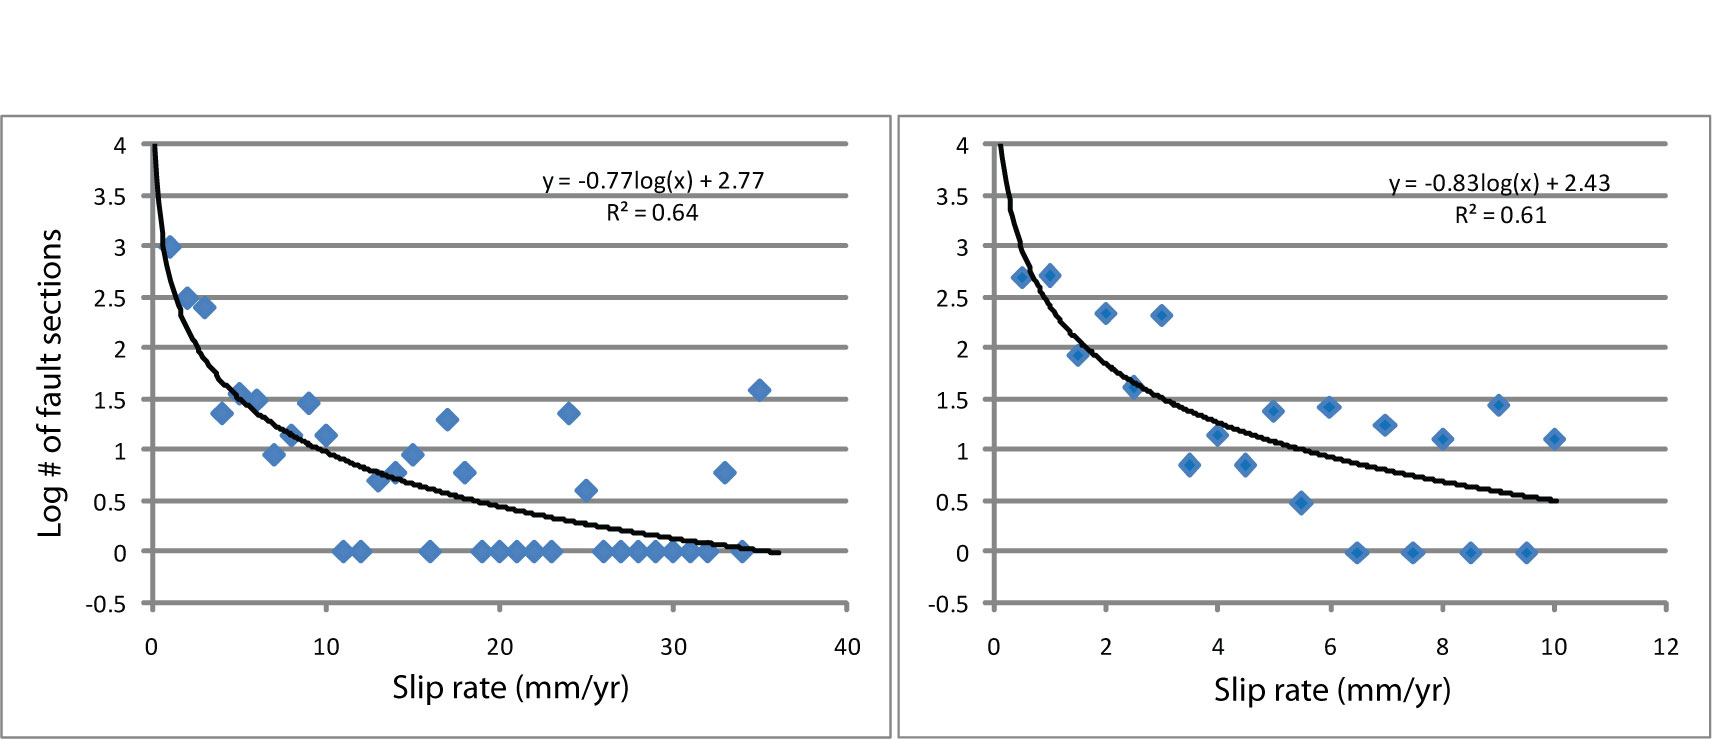 4
3.5
3
2.5
2
1.5
1
0.5
0
-0.5
Log # of fault sections
y = -0.77log(x) + 2.77
R² = 0.64
0 10 20 30 40
Slip rate (mm/yr)
4
3.5
3
2.5
2
1.5
1
0.5
0
-0.5
y = -0.83log(x) + 2.43
R² = 0.61
0 2 4 6 8 10 12
Slip rate (mm/yr)